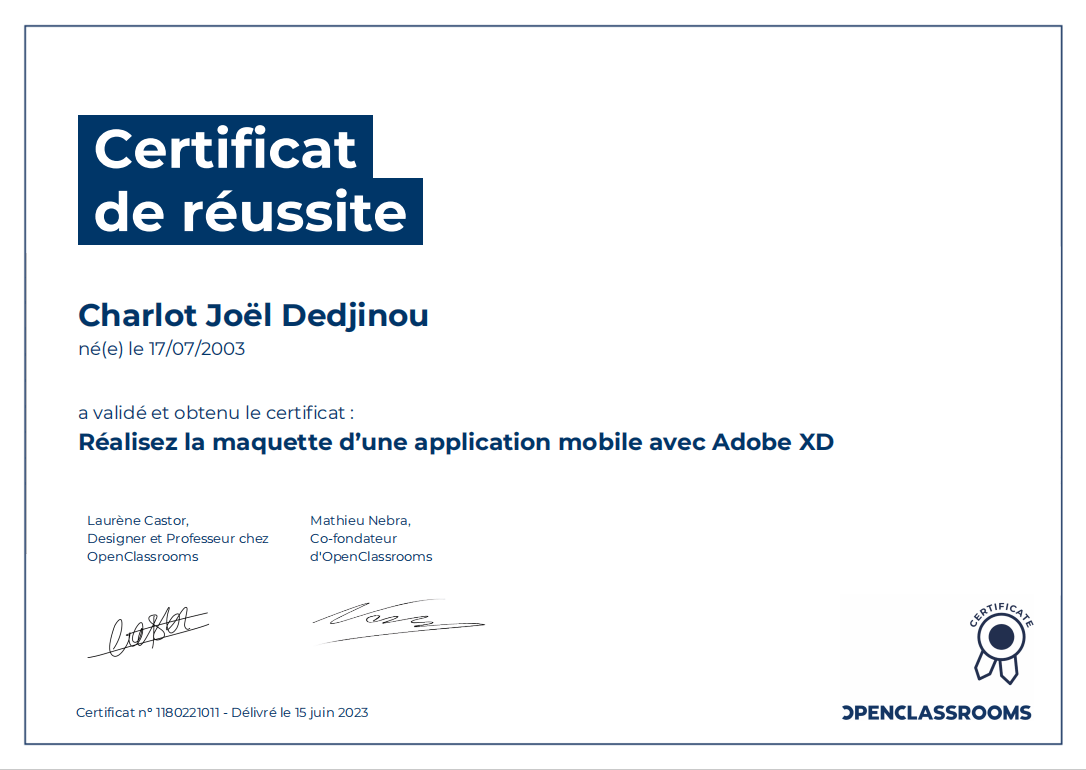 Certificat
de réussite
Charlot Joël Dedjinou
né(e) le 17/07/2003
a validé et obtenu le certificat :
Réalisez la maquette d’une application mobile avec Adobe XD
Laurène Castor,
Designer et Professeur chez
OpenClassrooms
Mathieu Nebra,
Co-fondateur
d'OpenClassrooms
CERTIFICATE
Certificat n° 1180221011 - Délivré le 15 juin 2023
OPENCLASSROOMS